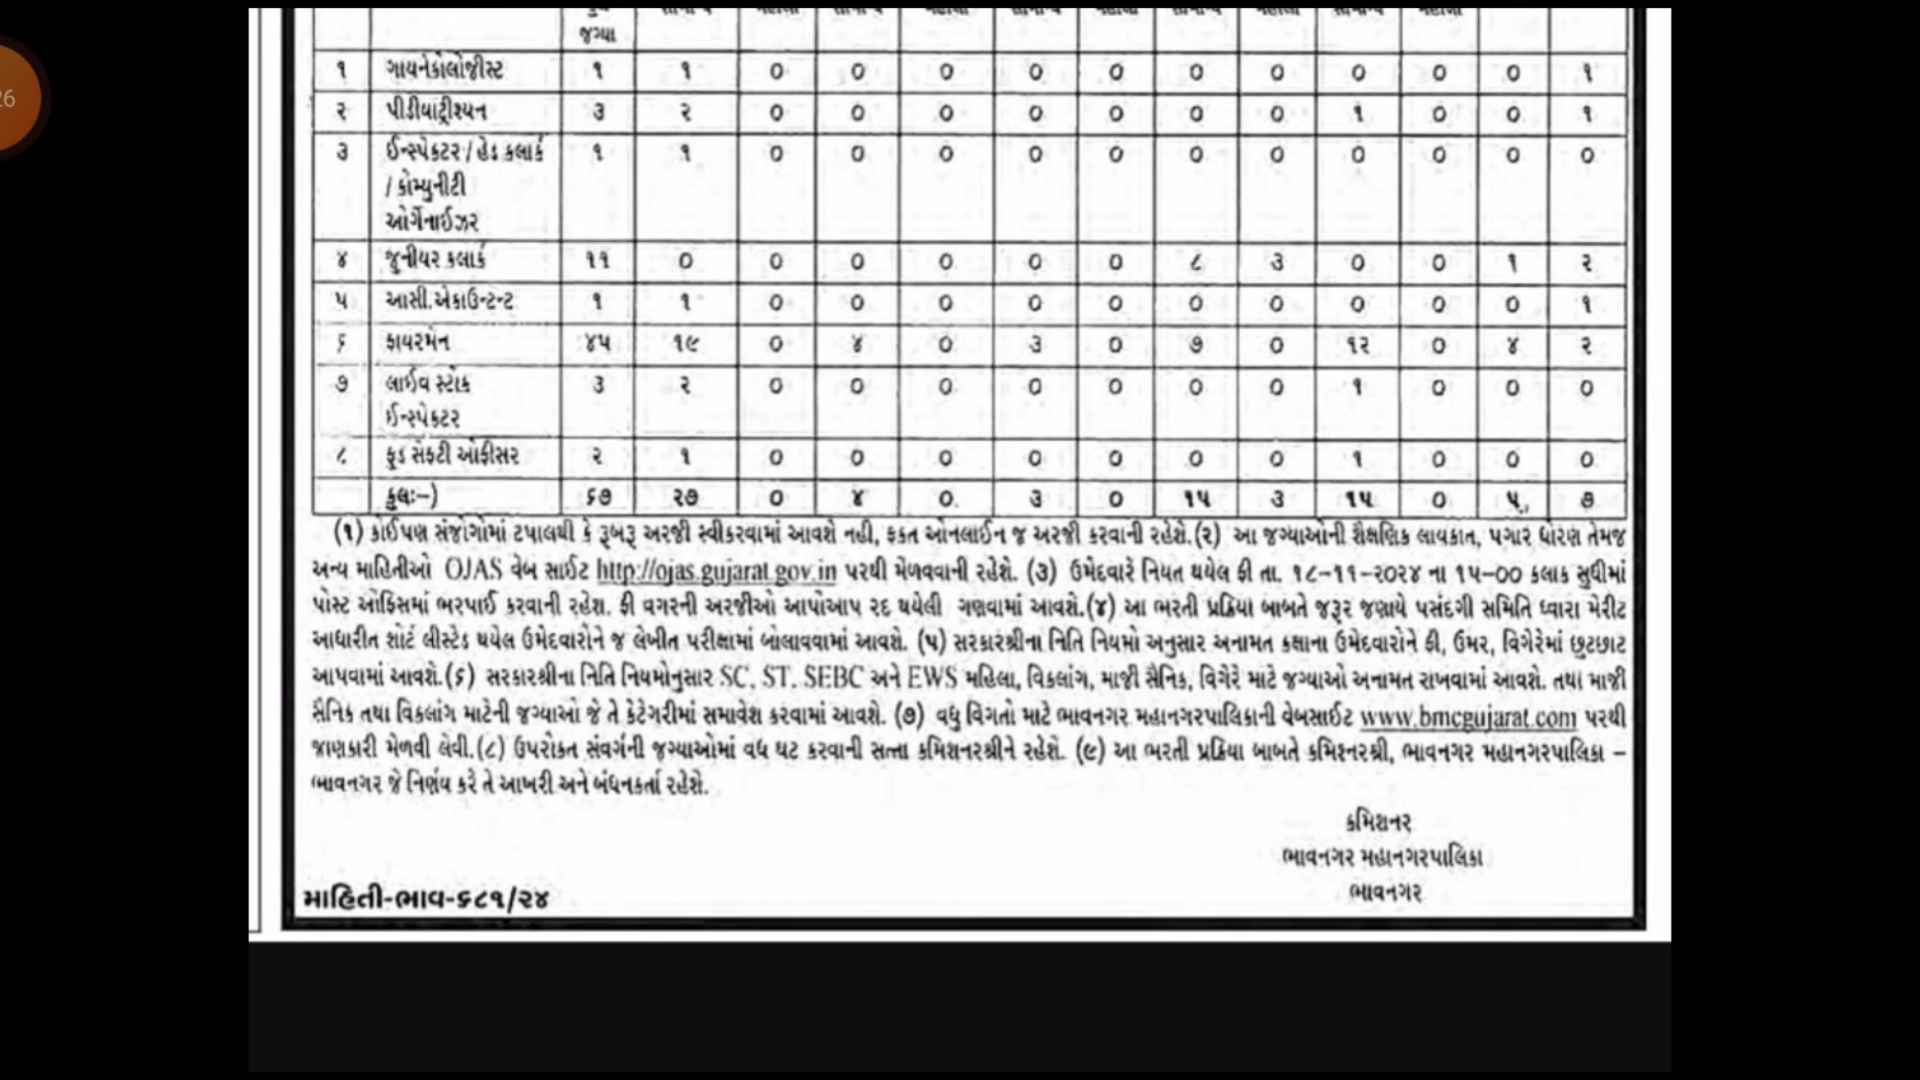 26
જગ્યા
૧ ગાયનેકોલોજીસ્ટ ૧ ૧ ૦ ૦ ૦ ૦ ૦ ૦ ૦ ૦ ૦ ૦ ૧
૨ પીડીયાટ્રીશ્યન ૩ ૨ ૦ ૦ ૦ ૦ ૦ ૦ ૦ ૧ ૦ ૦ ૧
૩ ઈન્સ્પેકટર / હેડ કલાર્ક ૧ ૧ ૦ ૦ ૦ ૦ ૦ ૦ ૦ ૦ ૦ ૦ ૦
/ કોમ્યુનીટી
ઓર્ગેનાઈઝર
૪ જુનીયર કલાર્ક ૧૧ ૦ ૦ ૦ ૦ ૦ ૦ ૮ ૩ ૦ ૦ ૧ ૨
૫ આસી.એકાઉન્ટન્ટ ૧ ૧ ૦ ૦ ૦ ૦ ૦ ૦ ૦ ૦ ૦ ૦ ૧
૬ ફાયરમેન ૪૫ ૧૯ ૦ ૪ ૦ ૩ ૦ ૭ ૦ ૧૨ ૦ ૪ ૨
૭ લાઈવ સ્ટોક ૩ ૨ ૦ ૦ ૦ ૦ ૦ ૦ ૦ ૧ ૦ ૦ ૦
ઈન્સ્પેકટર
૮ ફુડ સેફટી ઓફીસર ૨ ૧ ૦ ૦ ૦ ૦ ૦ ૦ ૦ ૧ ૦ ૦ ૦
કુલઃ-) ૬૭ ૨૭ ૦ ૪ ૦ ૩ ૦ ૧૫ ૩ ૧૫ ૦ ૫ ૭
(૧) કોઈપણ સંજોગોમાં ટપાલથી કે રૂબરૂ અરજી સ્વીકરવામાં આવશે નહી, ફકત ઓનલાઈન જ અરજી કરવાની રહેશે.(૨) આ જગ્યાઓની શૈક્ષણિક લાયકાત, પગાર ધોરણ તેમજ
અન્ય માહિતીઓ OJAS વેબ સાઈટ http://ojas.gujarat.gov.in પરથી મેળવવાની રહેશે. (૩) ઉમેદવારે નિયત થયેલ ફી તા. ૧૮-૧૧-૨૦૨૪ ના ૧૫-૦૦ કલાક સુધીમાં
પોસ્ટ ઓફિસમાં ભરપાઈ કરવાની રહેશ. ફી વગરની અરજીઓ આપોઆપ રદ થયેલી ગણવામાં આવશે.(૪) આ ભરતી પ્રક્રિયા બાબતે જરૂર જણાયે પસંદગી સમિતિ ધ્વારા મેરીટ
આધારીત શોર્ટ લીસ્ટેડ થયેલ ઉમેદવારોને જ લેખીત પરીક્ષામાં બોલાવવામાં આવશે. (૫) સરકારશ્રીના નિતિ નિયમો અનુસાર અનામત કક્ષાના ઉમેદવારોને ફી, ઉમર, વિગેરેમાં છુટછાટ
આપવામાં આવશે.(૬) સરકારશ્રીના નિતિ નિયમોનુસાર SC, ST, SEBC અને EWS મહિલા, વિકલાંગ, માજી સૈનિક, વિગેરે માટે જગ્યાઓ અનામત રાખવામાં આવશે. તથા માજી
સૈનિક તથા વિકલાંગ માટેની જગ્યાઓ જે તે કેટેગરીમાં સમાવેશ કરવામાં આવશે. (૭) વધુ વિગતો માટે ભાવનગર મહાનગરપાલિકાની વેબસાઈટ www.bmcgujarat.com પરથી
જાણકારી મેળવી લેવી.(૮) ઉપરોકત સંવર્ગની જગ્યાઓમાં વધ ઘટ કરવાની સત્તા કમિશનરશ્રીને રહેશે. (૯) આ ભરતી પ્રક્રિયા બાબતે કમિશ્નરશ્રી, ભાવનગર મહાનગરપાલિકા –
ભાવનગર જે નિર્ણય કરે તે આખરી અને બંધનકર્તા રહેશે.
કમિશનર
ભાવનગર મહાનગરપાલિકા
ભાવનગર
માહિતી-ભાવ-૬૮૧/૨૪